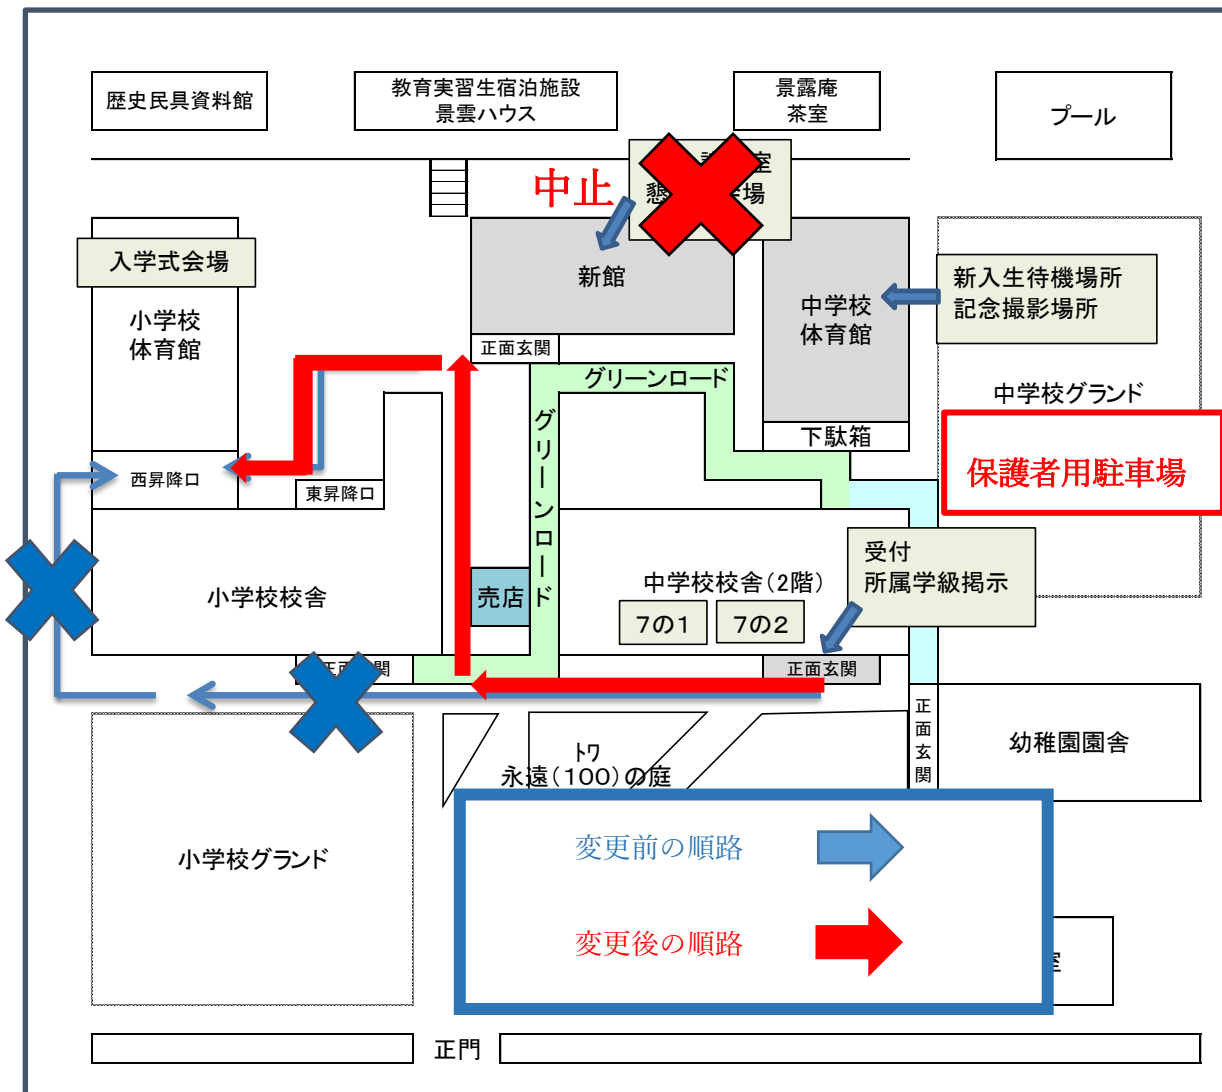 歴史民具資料館
教育実習生宿泊施設
景雲ハウス
景露庵
茶室
プール
中止
室
懇
場
入学式会場
新館
小学校
体育館
中学校
体育館
新入生待機場所
記念撮影場所
正面玄関
グリーンロード
中学校グランド
グリーンロード
下駄箱
保護者用駐車場
西昇降口
東昇降口
受付
所属学級掲示
小学校校舎
売店
中学校校舎(2階)
7の1
7の2
正面玄関
正面玄関
正面玄関
幼稚園園舎
トワ
永遠(100)の庭
小学校グランド
変更前の順路
変更後の順路
室
正門